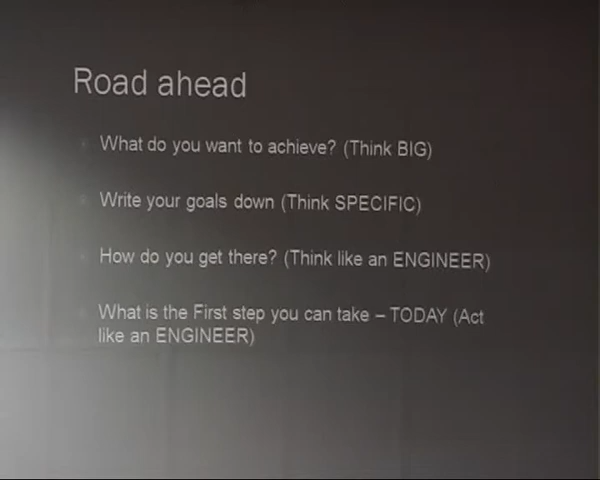 Road ahead
What do you want to achieve? (Think BIG)
Write your goals down (Think SPECIFIC)
How do you get there? (Think like an ENGINEER)
What is the First step you can take – TODAY (Act
like an ENGINEER)